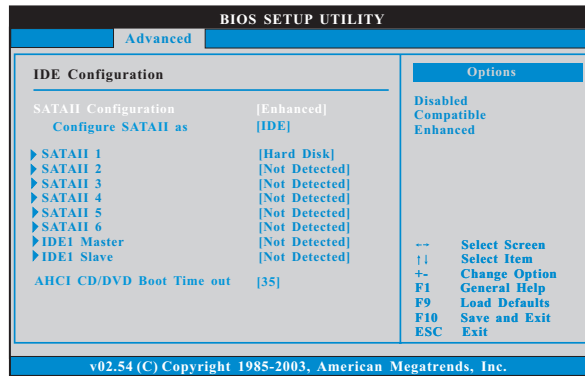 BIOS SETUP UTILITY
Advanced
IDE Configuration
SATAII Configuration [Enhanced]
Configure SATAII as [IDE]
SATAII 1 [Hard Disk]
SATAII 2 [Not Detected]
SATAII 3 [Not Detected]
SATAII 4 [Not Detected]
SATAII 5 [Not Detected]
SATAII 6 [Not Detected]
IDE1 Master [Not Detected]
IDE1 Slave [Not Detected]
AHCI CD/DVD Boot Time out [35]
Options
Disabled
Compatible
Enhanced
←→ Select Screen
↑↓ Select Item
+- Change Option
F1 General Help
F9 Load Defaults
F10 Save and Exit
ESC Exit
v02.54 (C) Copyright 1985-2003, American Megatrends, Inc.